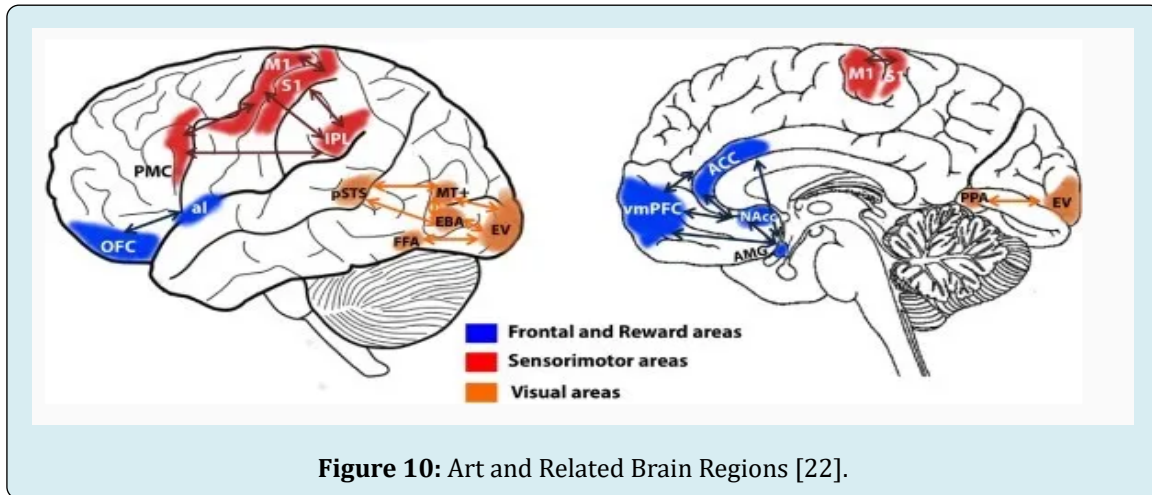 M1
S1
IPL
PMC
aI
OFC
pSTS
MT+
EBA
FFA
EV
M1
S1
ACC
vmPFC
NAcc
AMG
PPA
EV
Frontal and Reward areas
Sensorimotor areas
Visual areas
Figure 10: Art and Related Brain Regions [22].